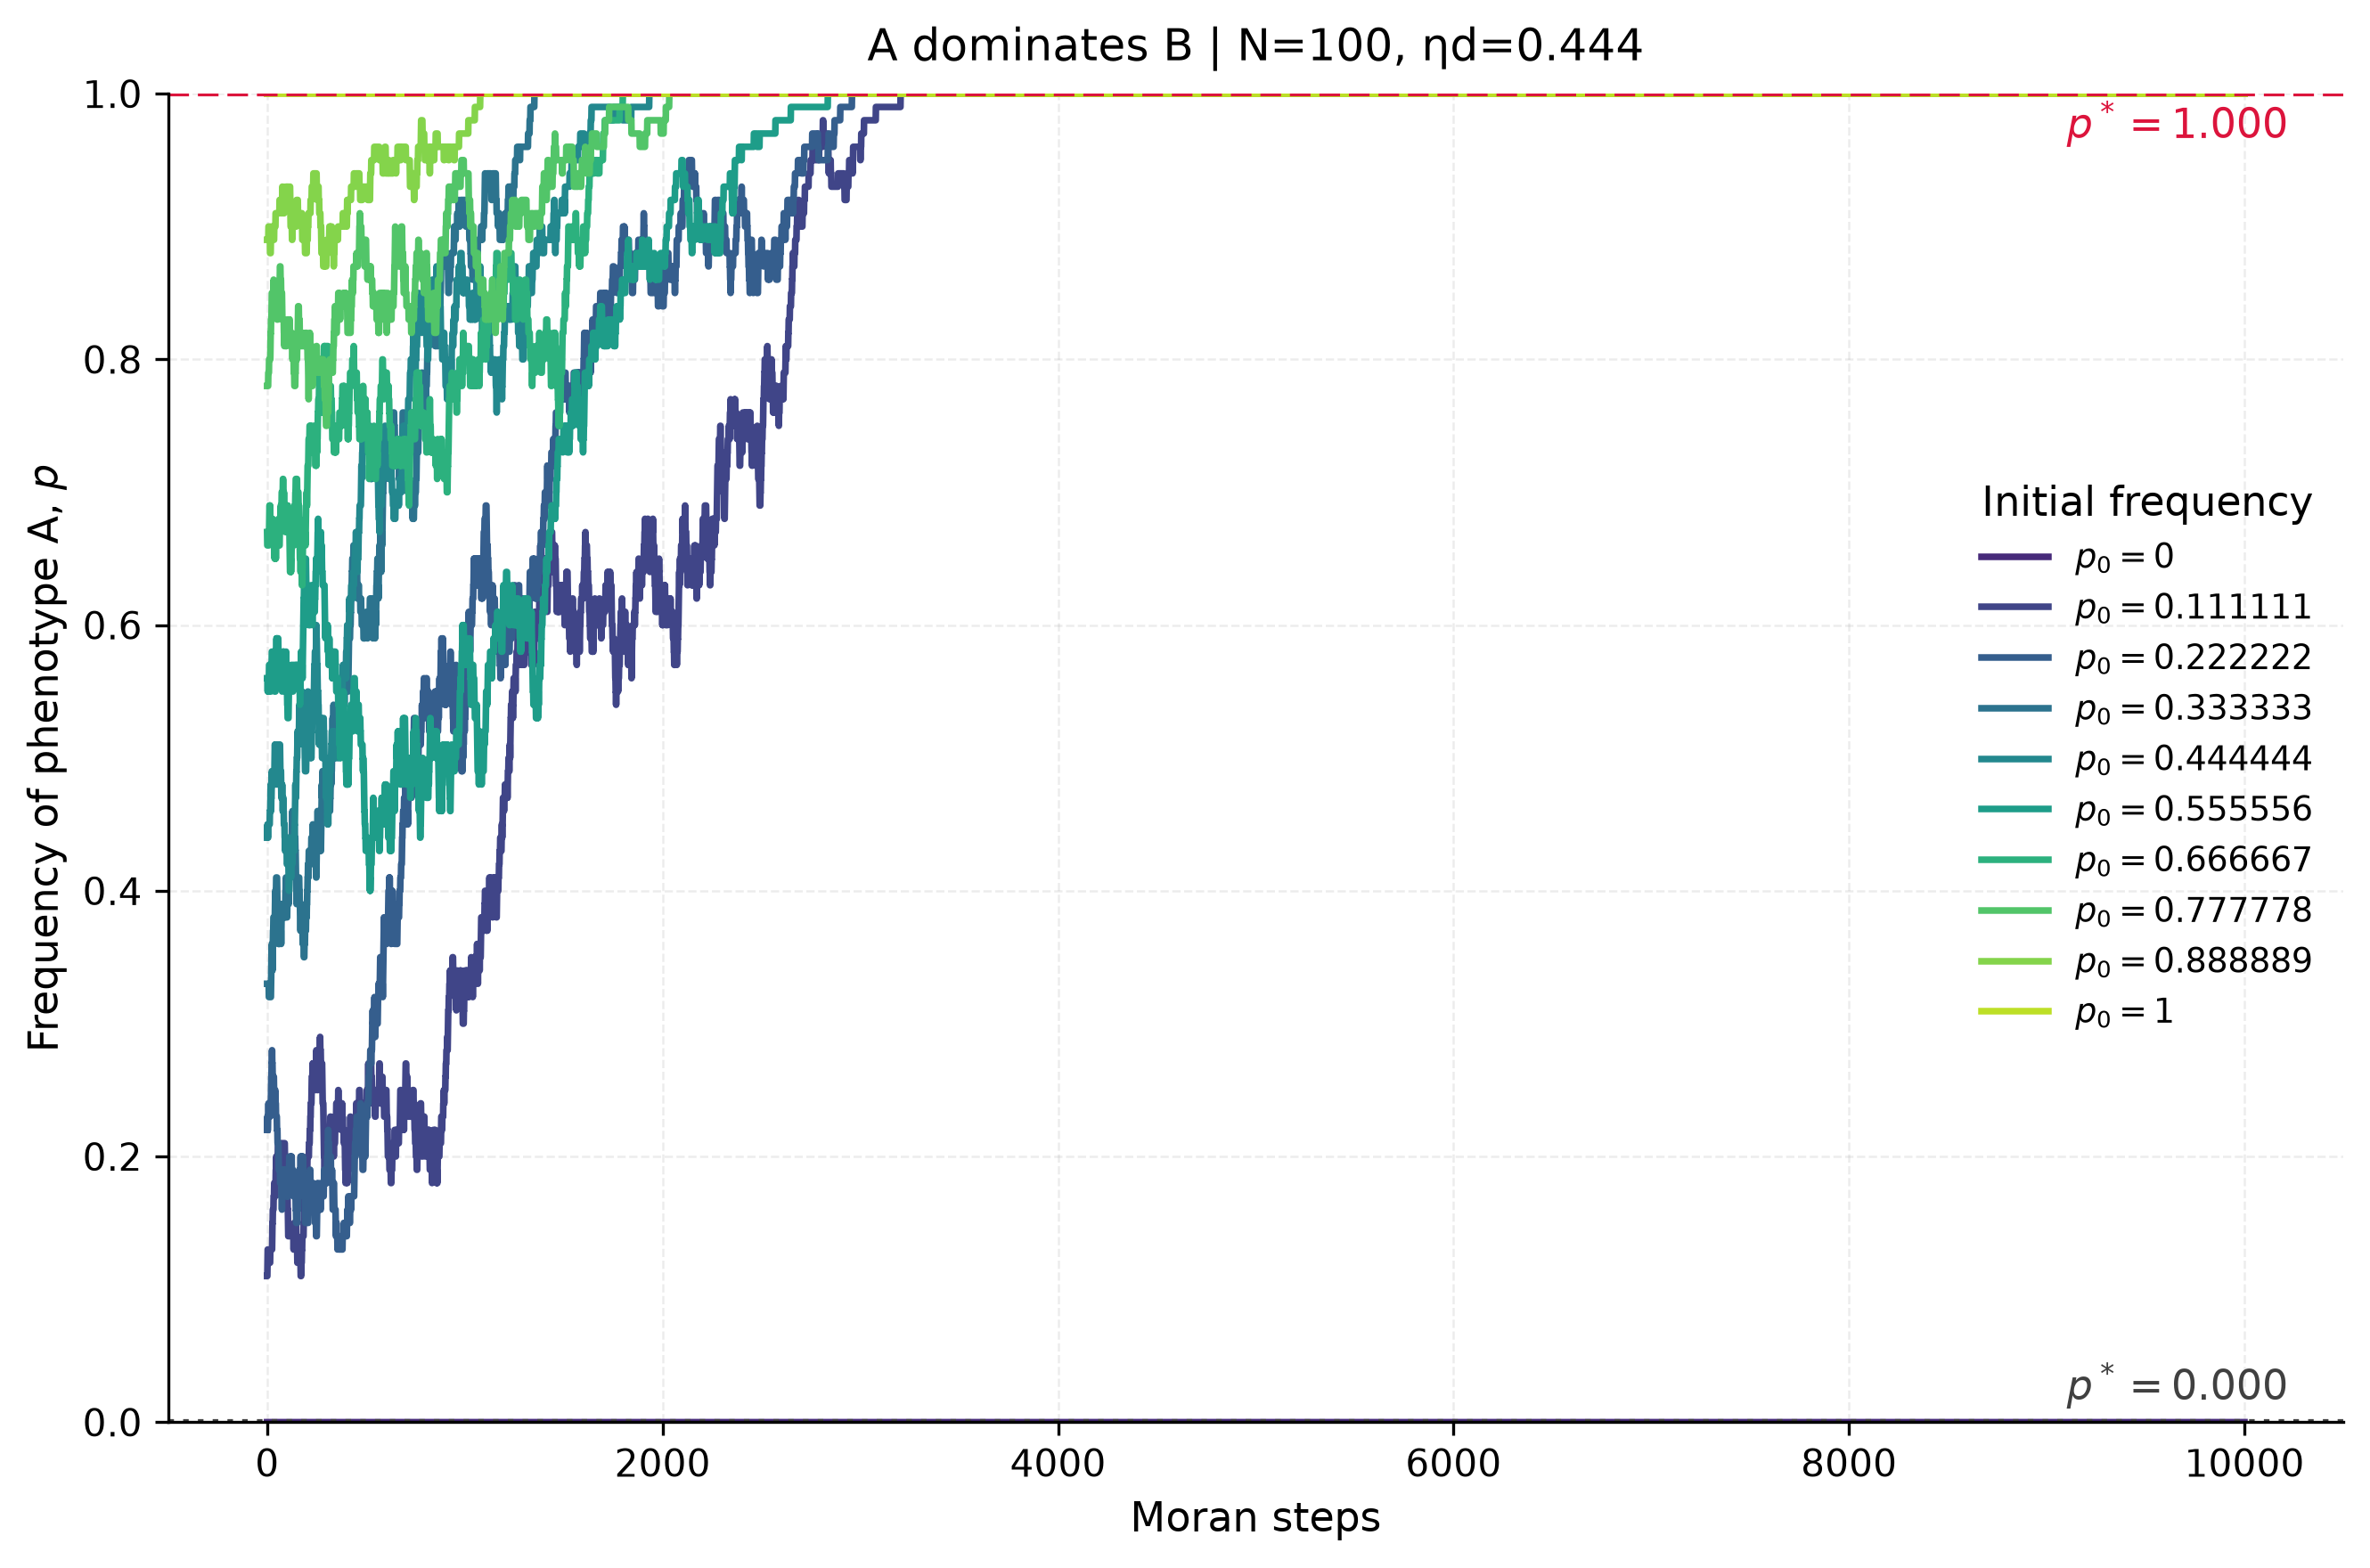 A dominates B | N=100, ηd=0.444
Frequency of phenotype A, p
1.0
0.8
0.6
0.4
0.2
0.0
p* = 1.000
Initial frequency
p₀ = 0
p₀ = 0.111111
p₀ = 0.222222
p₀ = 0.333333
p₀ = 0.444444
p₀ = 0.555556
p₀ = 0.666667
p₀ = 0.777778
p₀ = 0.888889
p₀ = 1
p* = 0.000
0 2000 4000 6000 8000 10000
Moran steps